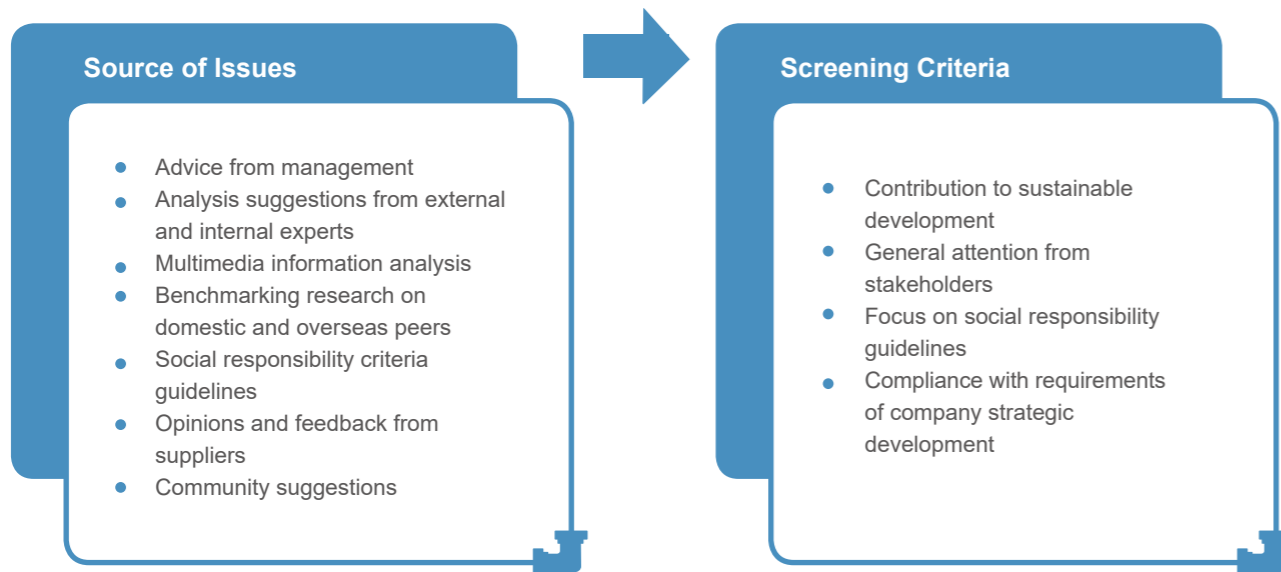 Source of Issues
Advice from management
Analysis suggestions from external
and internal experts
Multimedia information analysis
Benchmarking research on
domestic and overseas peers
Social responsibility criteria
guidelines
Opinions and feedback from
suppliers
Community suggestions
Screening Criteria
Contribution to sustainable
development
General attention from
stakeholders
Focus on social responsibility
guidelines
Compliance with requirements
of company strategic
development